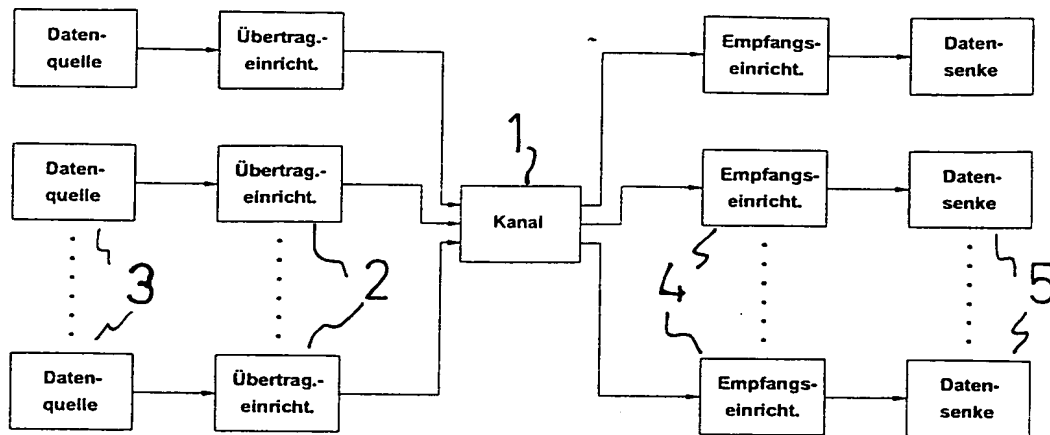 Daten-
quelle
Übertrag.-
einricht.
Empfangs-
einricht.
Daten-
senke
1
Daten-
quelle
Übertrag.-
einricht.
Kanal
Empfangs-
einricht.
Daten-
senke
3
2
4
5
Daten-
quelle
Übertrag.-
einricht.
Empfangs-
einricht.
Daten-
senke